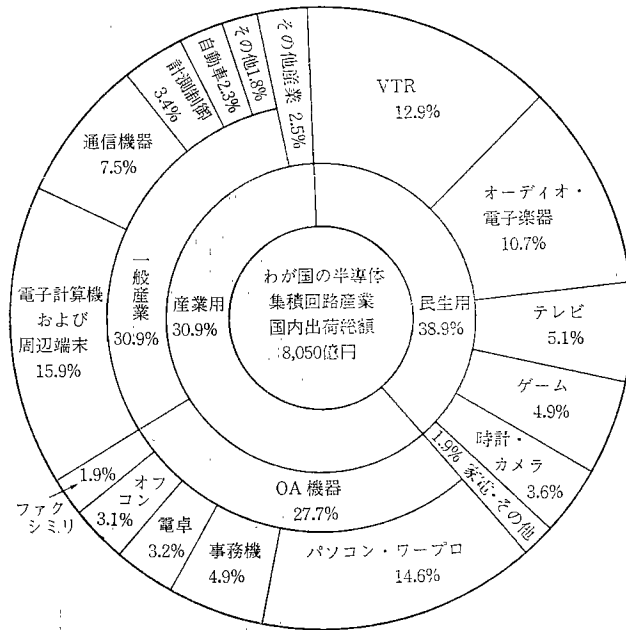 わが国の半導体
集積回路産業
国内出荷総額
8,050億円
民生用
38.9%
産業用
30.9%
一般産業
30.9%
OA 機器
27.7%
VTR
12.9%
オーディオ・
電子楽器
10.7%
テレビ
5.1%
ゲーム
4.9%
時計・
カメラ
3.6%
家電・その他
1.9%
パソコン・ワープロ
14.6%
事務機
4.9%
電卓
3.2%
オフ
コン
3.1%
ファク
シミリ
1.9%
電子計算機
および
周辺端末
15.9%
通信機器
7.5%
計測制御
3.4%
自動車2.3%
その他1.8%
その他産業 2.5%